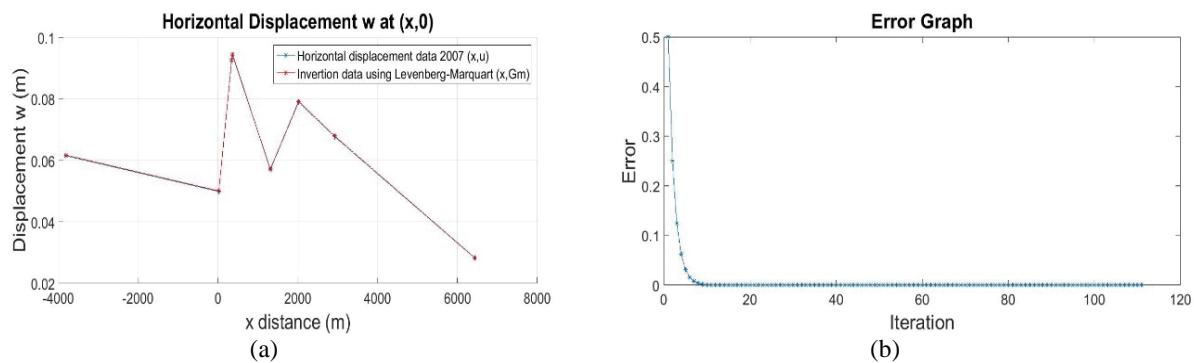 Horizontal Displacement w at (x,0)
Displacement w (m)
0.1
0.08
0.06
0.04
0.02
Horizontal displacement data 2007 (x,u)
Invertion data using Levenberg-Marquart (x,Gm)
-4000 -2000 0 2000 4000 6000 8000
x distance (m)
(a)
Error Graph
Error
0.5
0.4
0.3
0.2
0.1
0
0 20 40 60 80 100 120
Iteration
(b)